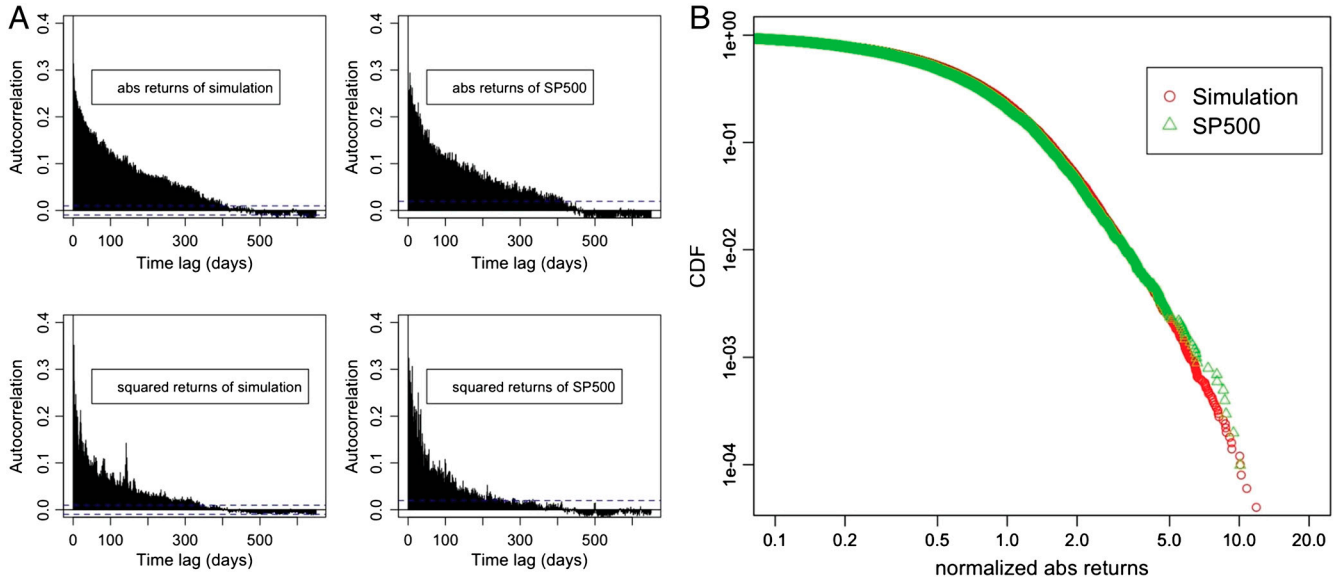 A
0.4
0.3
0.2
0.1
0.0
Autocorrelation
abs returns of simulation
0 100 300 500
Time lag (days)
0.4
0.3
0.2
0.1
0.0
Autocorrelation
abs returns of SP500
0 100 300 500
Time lag (days)
0.4
0.3
0.2
0.1
0.0
Autocorrelation
squared returns of simulation
0 100 300 500
Time lag (days)
0.4
0.3
0.2
0.1
0.0
Autocorrelation
squared returns of SP500
0 100 300 500
Time lag (days)
B
1e+00
1e-01
1e-02
1e-03
1e-04
CDF
Simulation
SP500
0.1 0.2 0.5 1.0 2.0 5.0 10.0 20.0
normalized abs returns